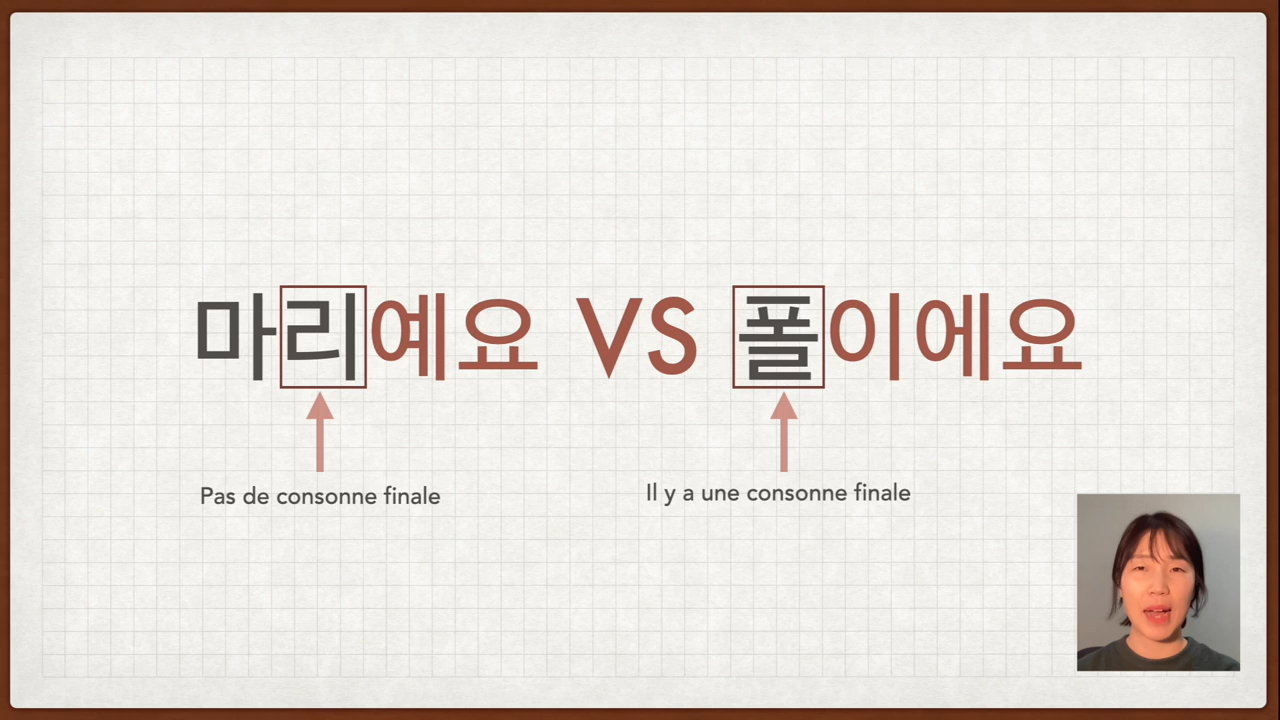 마리예요 VS 폴이에요
Pas de consonne finale
Il y a une consonne finale